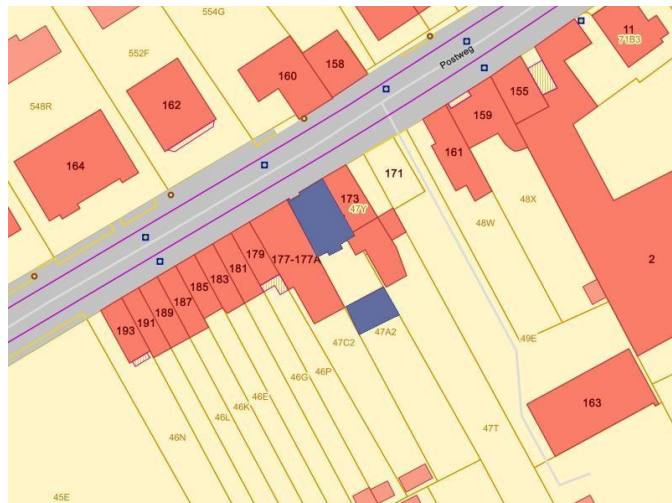 554G
11
71B3
552F
Postweg
158
160
162
155
548R
159
161
164
171
48X
173
47Y
48W
179
177-177A
181
2
183
185
187
189
191
193
49E
47C2
47A2
46P
46G
46E
46K
46L
46N
163
47T
45E